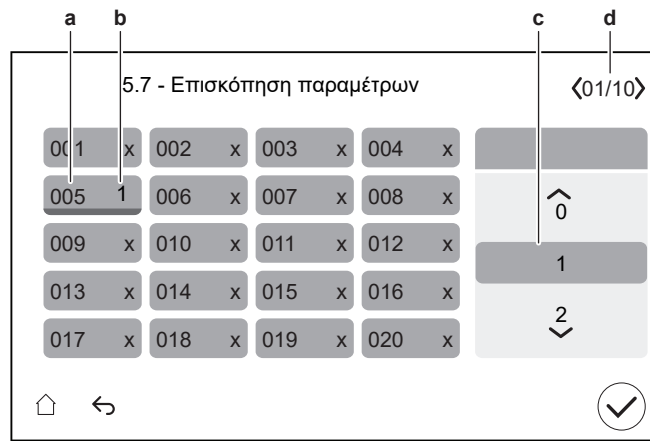 a b c d
5.7 - Επισκόπηση παραμέτρων 01/10
001 x 002 x 003 x 004 x
005 1 006 x 007 x 008 x 0
009 x 010 x 011 x 012 x 1
013 x 014 x 015 x 016 x 2
017 x 018 x 019 x 020 x